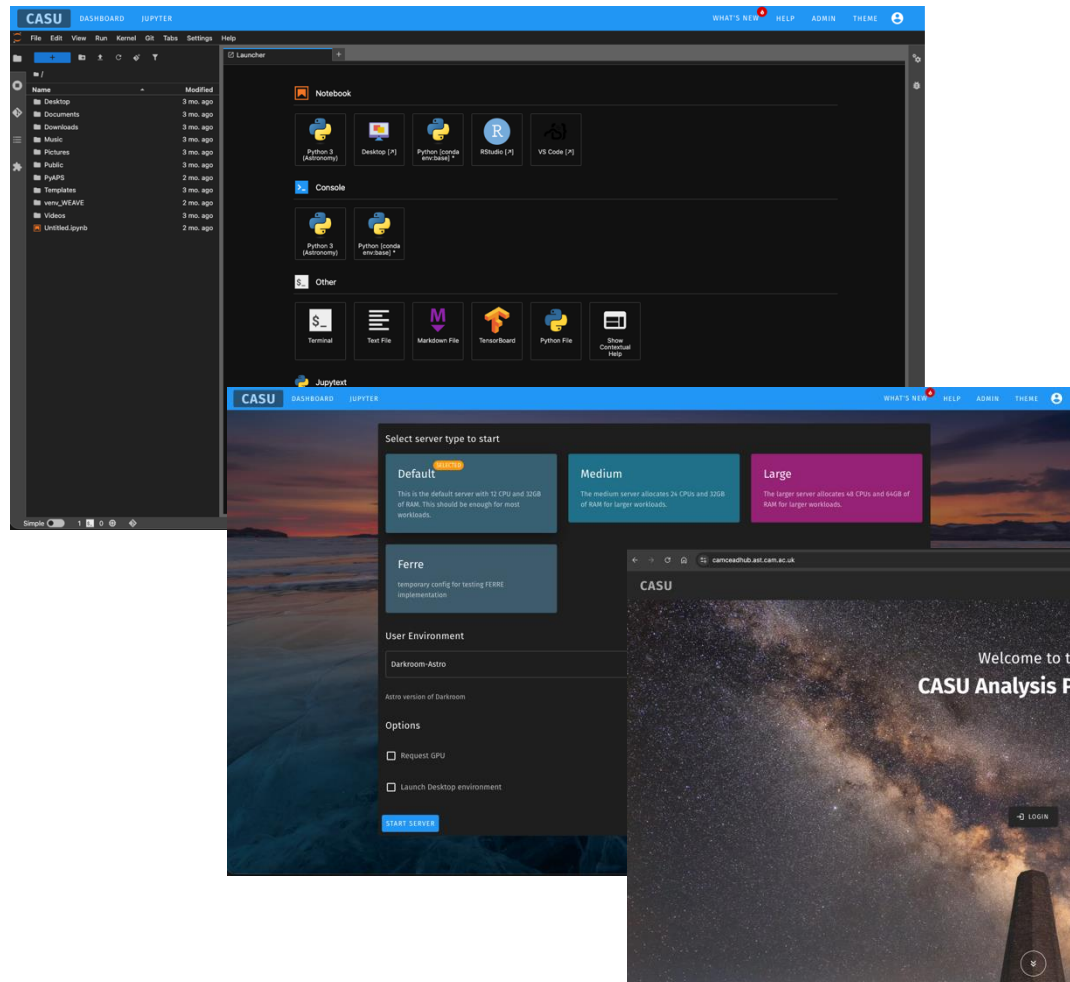 CASU DASHBOARD JUPYTER WHAT'S NEW HELP ADMIN THEME
File Edit View Run Kernel Git Tabs Settings Help
Launcher
/
Name Modified
Desktop 3 mo. ago
Documents 3 mo. ago
Downloads 3 mo. ago
Music 3 mo. ago
Pictures 3 mo. ago
Public 3 mo. ago
PyAPS 2 mo. ago
Templates 3 mo. ago
venv_WEAVE 2 mo. ago
Videos 3 mo. ago
Untitled.ipynb 2 mo. ago
Notebook
Python 3
(Astronomy)
Desktop [↗]
Python [conda
env:base] *
RStudio [↗]
VS Code [↗]
Console
Python 3
(Astronomy)
Python [conda
env:base] *
$_ Other
Terminal
Text File
Markdown File
TensorBoard
Python File
Show
Contextual
Help
Jupytext
Simple 1 0
CASU DASHBOARD JUPYTER WHAT'S NEW HELP ADMIN THEME
Select server type to start
Default SELECTED
This is the default server with 12 CPU and 32GB
of RAM. This should be enough for most
workloads.
Medium
The medium server allocates 24 CPUs and 32GB
of RAM for larger workloads.
Large
The larger server allocates 48 CPUs and 64GB of
RAM for larger workloads.
Ferre
temporary config for testing FERRE
implementation
User Environment
Darkroom-Astro
Astro version of Darkroom
Options
Request GPU
Launch Desktop environment
START SERVER
camceadhub.ast.cam.ac.uk
CASU
Welcome to t
CASU Analysis P
LOGIN